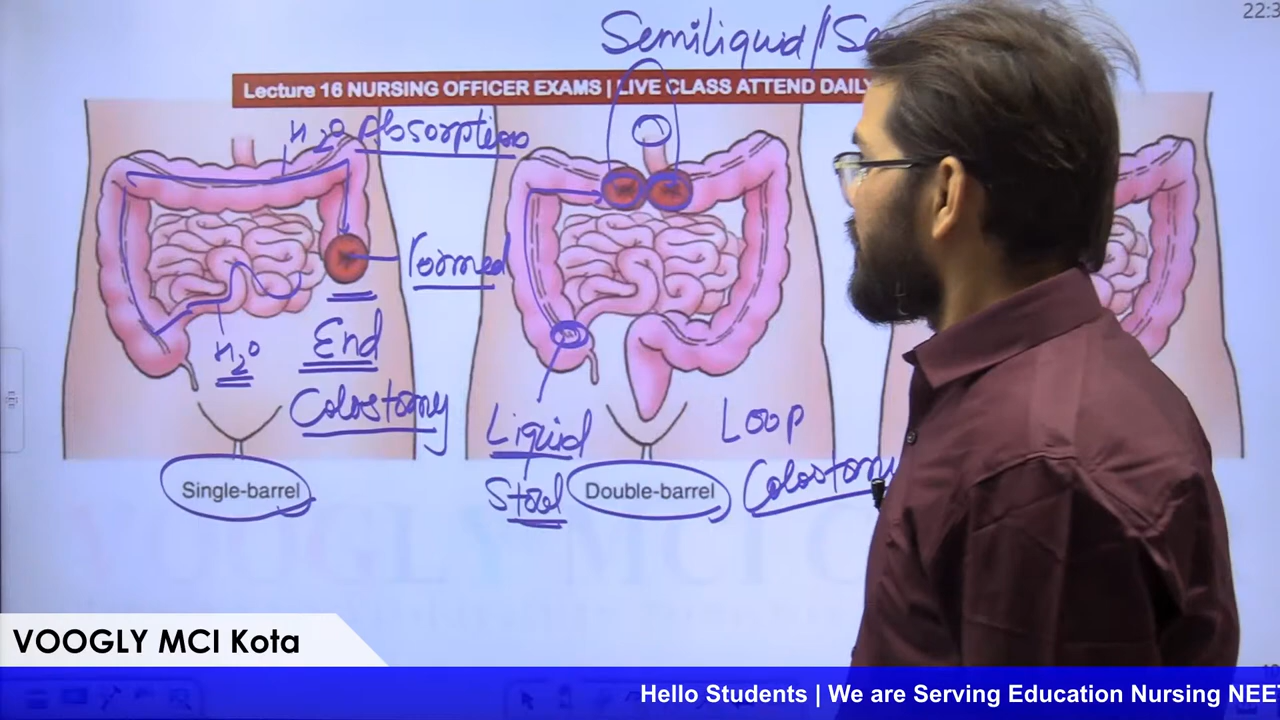 22:3
Semiliquid/Se
Lecture 16 NURSING OFFICER EXAMS | LIVE CLASS ATTEND DAILY
H2O Absorption
Formed
H2O
End
Colostomy
Liquid
Stool
Loop
Colostomy
Single-barrel
Double-barrel
VOOGLY MCI C
VOOGLY MCI Kota
Hello Students | We are Serving Education Nursing NEET